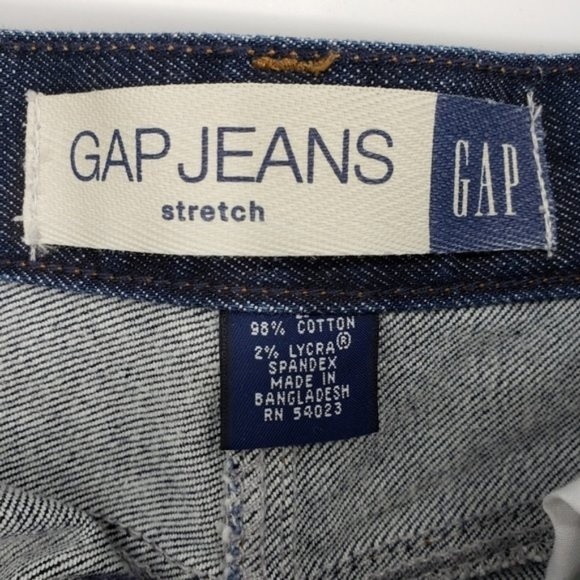 GAP JEANS
stretch
GAP
98% COTTON
2% LYCRA®
SPANDEX
MADE IN
BANGLADESH
RN 54023